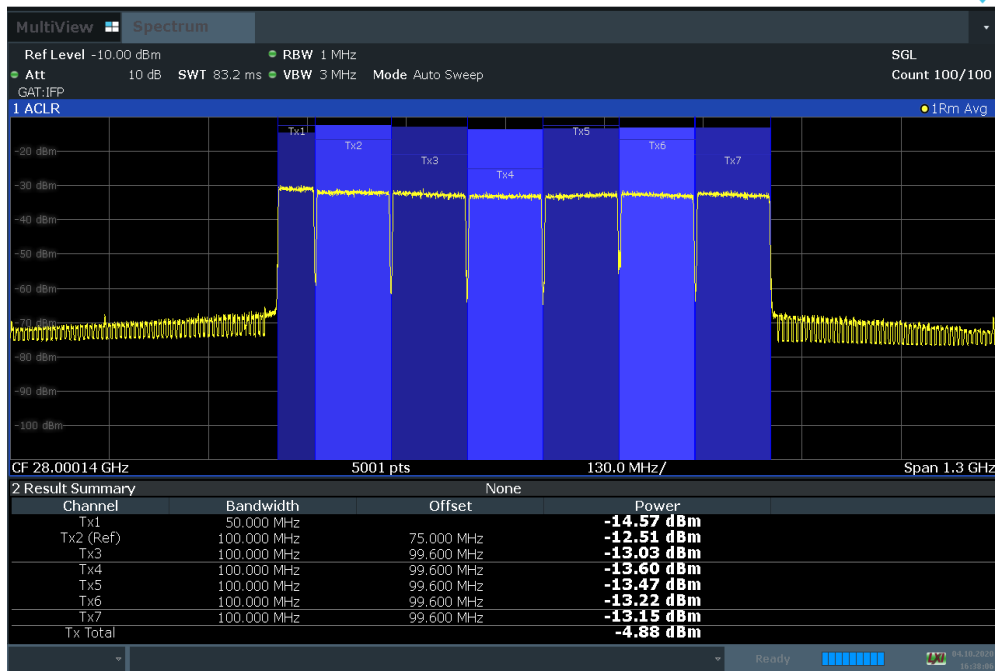 MultiView Spectrum
Ref Level -10.00 dBm RBW 1 MHz SGL
Att 10 dB SWT 83.2 ms VBW 3 MHz Mode Auto Sweep Count 100/100
GAT:IFP
1 ACLR 1Rm Avg
Tx1 Tx2 Tx3 Tx4 Tx5 Tx6 Tx7
-20 dBm
-30 dBm
-40 dBm
-50 dBm
-60 dBm
-70 dBm
-80 dBm
-90 dBm
-100 dBm
CF 28.00014 GHz 5001 pts 130.0 MHz/ Span 1.3 GHz
2 Result Summary None
Channel Bandwidth Offset Power
Tx1 50.000 MHz -14.57 dBm
Tx2 (Ref) 100.000 MHz 75.000 MHz -12.51 dBm
Tx3 100.000 MHz 99.600 MHz -13.03 dBm
Tx4 100.000 MHz 99.600 MHz -13.60 dBm
Tx5 100.000 MHz 99.600 MHz -13.47 dBm
Tx6 100.000 MHz 99.600 MHz -13.22 dBm
Tx7 100.000 MHz 99.600 MHz -13.15 dBm
Tx Total -4.88 dBm
Ready 04.10.2020
16:38:06